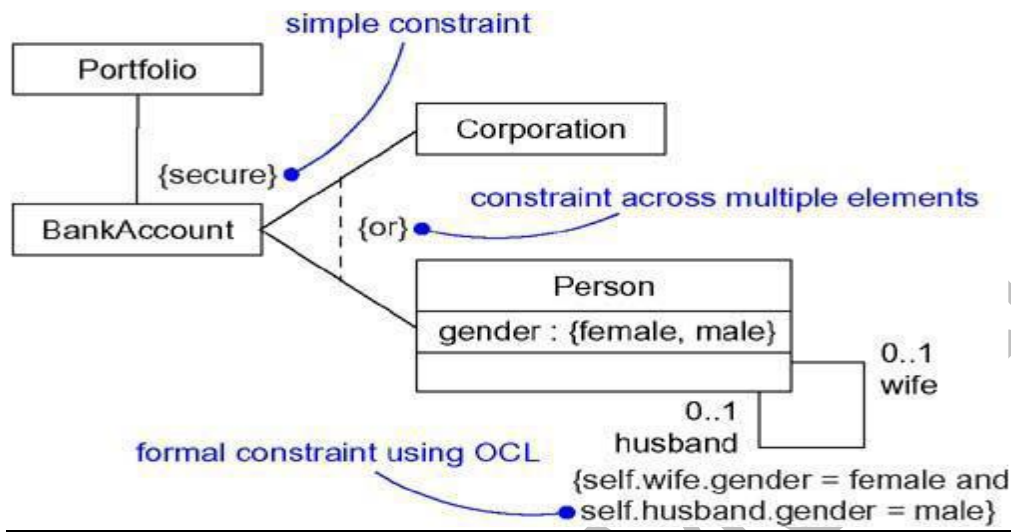 simple constraint
Portfolio
Corporation
{secure}
constraint across multiple elements
BankAccount
{or}
Person
gender : {female, male}
0..1
wife
0..1
husband
formal constraint using OCL
{self.wife.gender = female and
self.husband.gender = male}